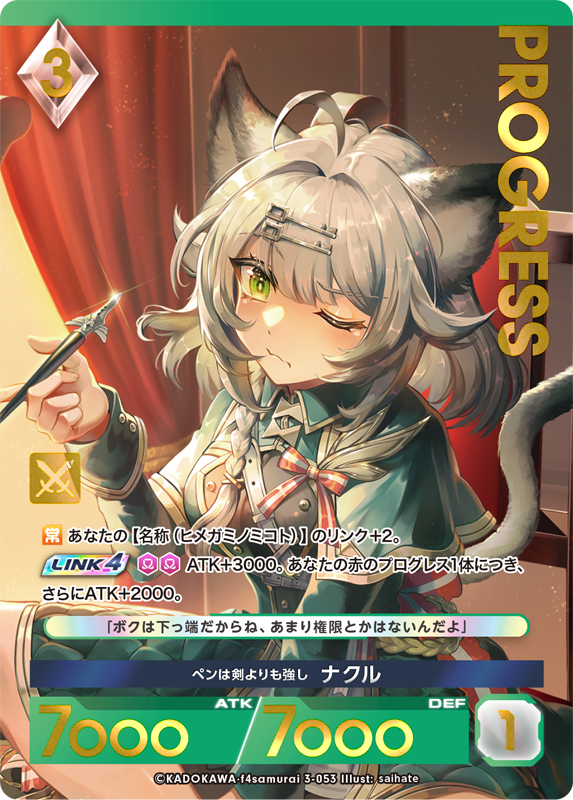 3
PROGRESS
常 あなたの【名称（ヒメガミノミコト）】のリンク+2。
LINK 4 ΩΩ ATK+3000。あなたの赤のプログレス1体につき、
さらにATK+2000。
「ボクは下っ端だからね、あまり権限とかはないんだよ」
ペンは剣よりも強し ナクル
ATK DEF
7000 7000 1
©KADOKAWA·f4samurai 3-053 Illust: saihate